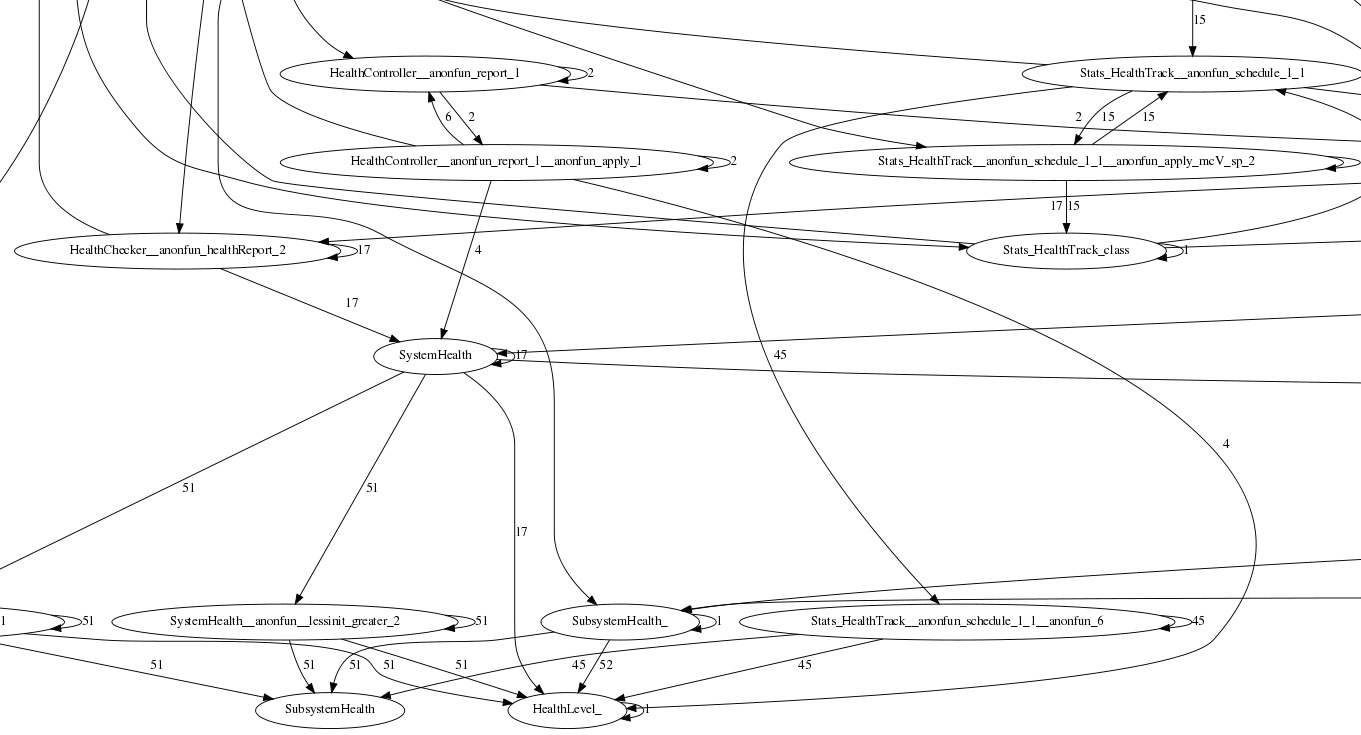 15
HealthController__anonfun_report_1
2
Stats_HealthTrack__anonfun_schedule_1_1
6
2
2
15
15
HealthController__anonfun_report_1__anonfun_apply_1
2
Stats_HealthTrack__anonfun_schedule_1_1__anonfun_apply_mcV_sp_2
17
15
HealthChecker__anonfun_healthReport_2
17
4
Stats_HealthTrack_class
1
17
SystemHealth
17
45
4
51
51
17
1
51
SystemHealth__anonfun__lessinit_greater_2
51
SubsystemHealth_
1
Stats_HealthTrack__anonfun_schedule_1_1__anonfun_6
45
51
51
51
51
51
45
52
45
SubsystemHealth
HealthLevel_
1